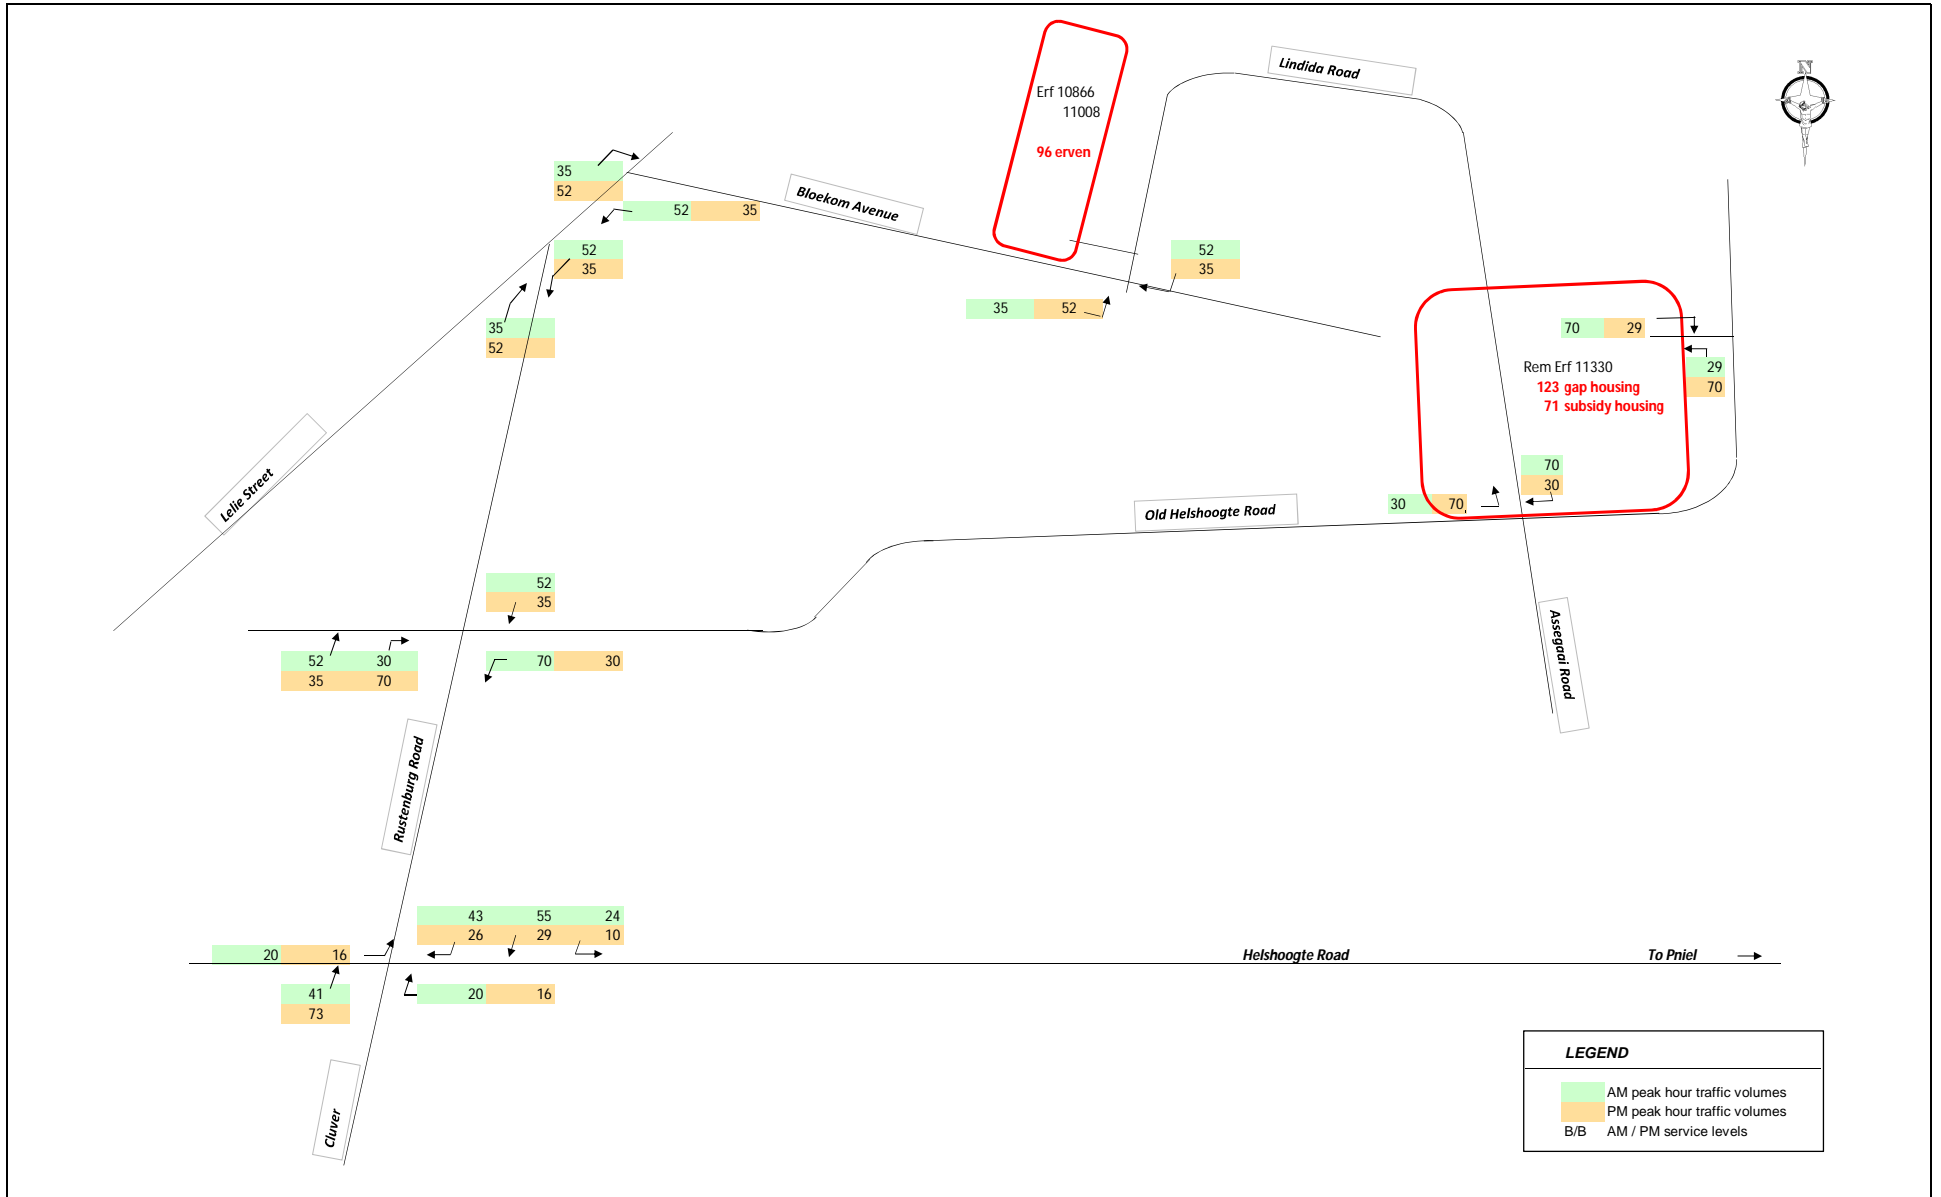 N
Lindida Road
Erf 10866
11008
96 erven
35
52
Bloekom Avenue
52 35
52
35
52
35
35 52
35
52
70 29
Rem Erf 11330
123 gap housing
71 subsidy housing
29
70
Lelie Street
70
30
30 70
Old Helshoogte Road
52
35
52 30
35 70
70 30
Assegaai Road
Rustenburg Road
43 55 24
26 29 10
20 16
Helshoogte Road
To Pniel
41
73
20 16
Cluver
LEGEND
AM peak hour traffic volumes
PM peak hour traffic volumes
B/B AM / PM service levels